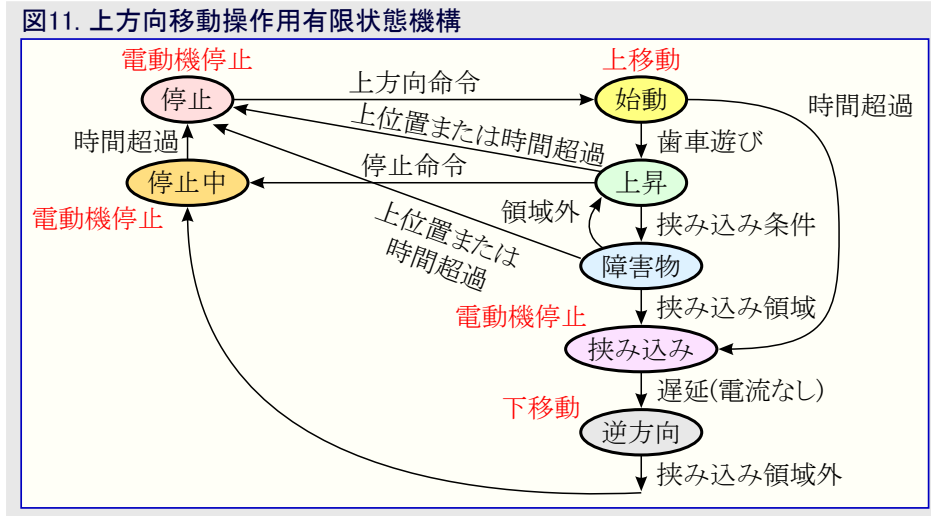 図11. 上方向移動操作用有限状態機構
電動機停止
上移動
停止
上方向命令
始動
時間超過
上位置または時間超過
歯車遊び
時間超過
停止命令
停止中
上昇
電動機停止
領域外
挟み込み条件
上位置または
時間超過
障害物
電動機停止
挟み込み領域
挟み込み
遅延(電流なし)
下移動
逆方向
挟み込み領域外